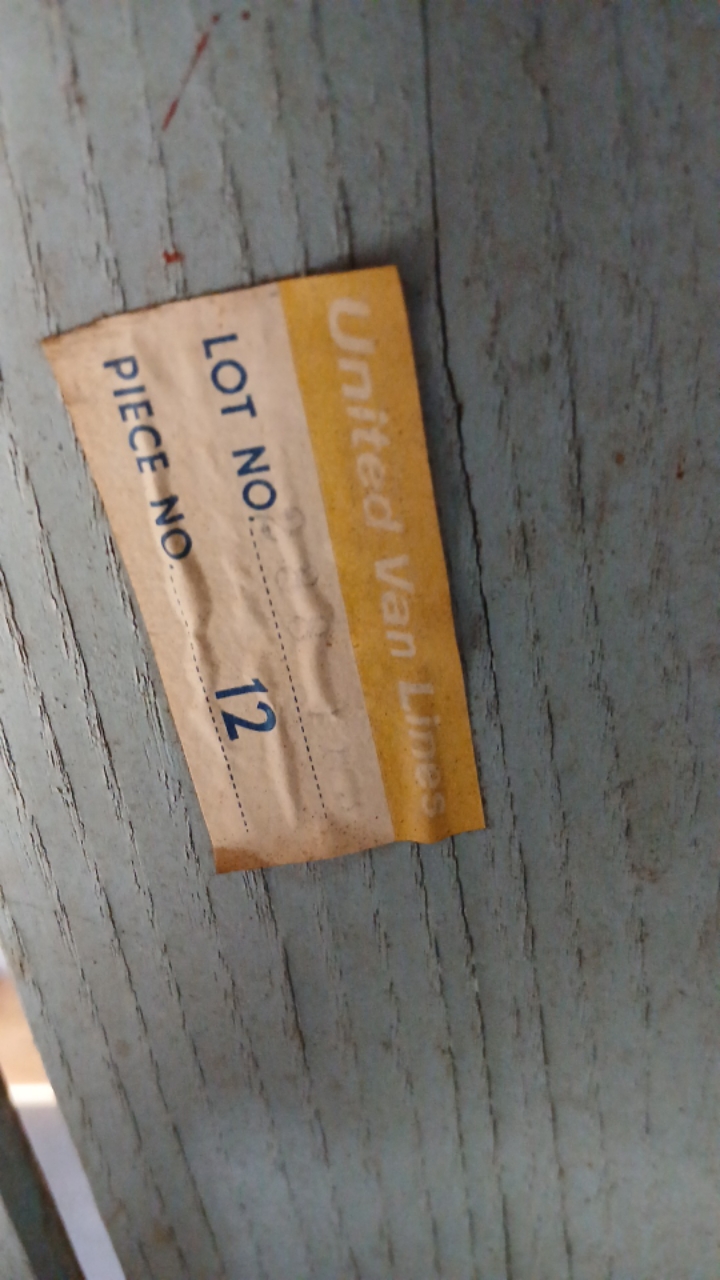 United Van Lines
LOT NO.
PIECE NO 12